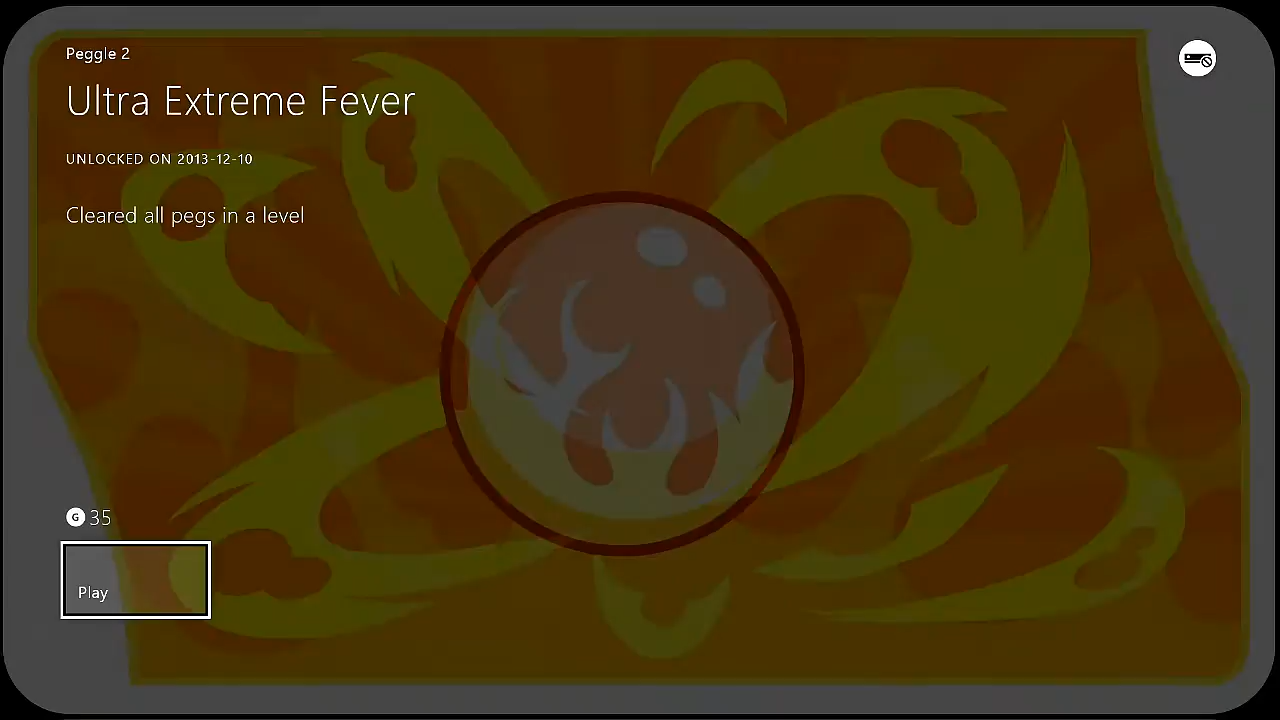 Peggle 2
Ultra Extreme Fever
UNLOCKED ON 2013-12-10
Cleared all pegs in a level
G 35
Play